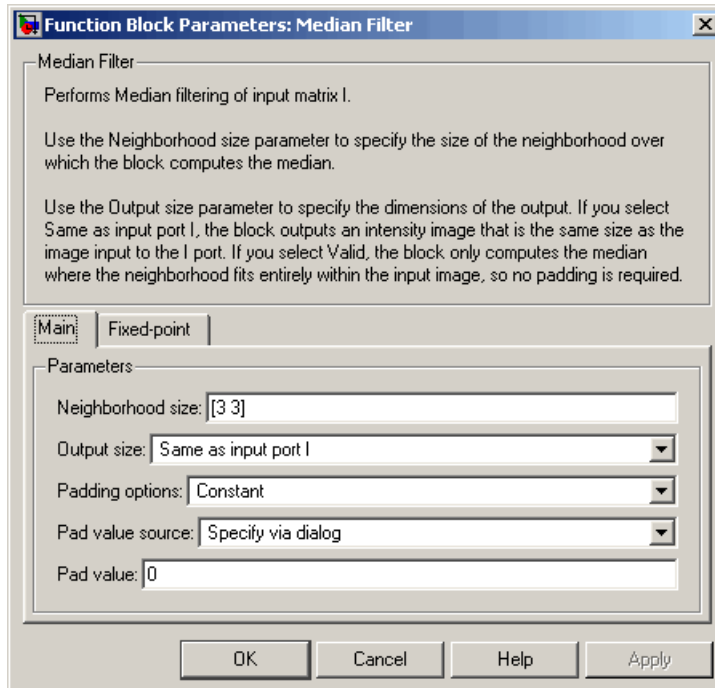 Function Block Parameters: Median Filter
Median Filter
Performs Median filtering of input matrix I.
Use the Neighborhood size parameter to specify the size of the neighborhood over
which the block computes the median.
Use the Output size parameter to specify the dimensions of the output. If you select
Same as input port I, the block outputs an intensity image that is the same size as the
image input to the I port. If you select Valid, the block only computes the median
where the neighborhood fits entirely within the input image, so no padding is required.
Main Fixed-point
Parameters
Neighborhood size: [3 3]
Output size: Same as input port I
Padding options: Constant
Pad value source: Specify via dialog
Pad value: 0
OK Cancel Help Apply